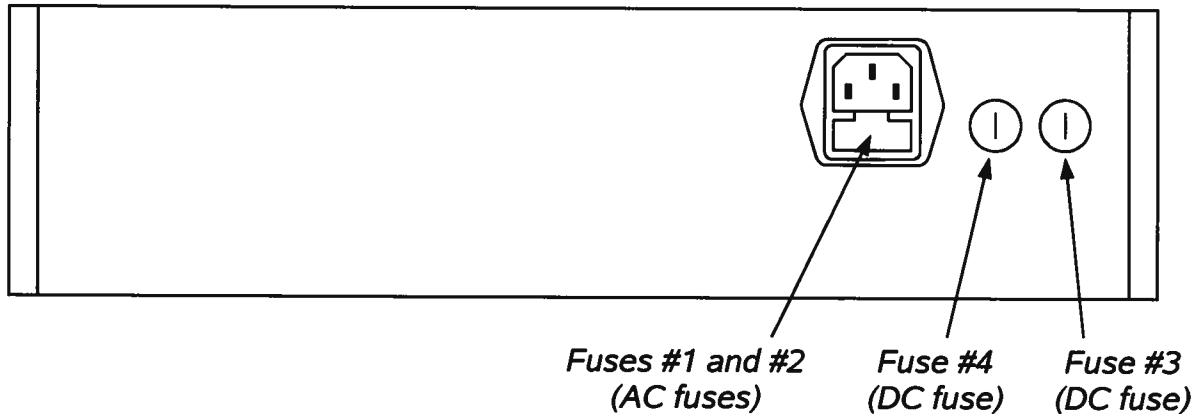 Fuses #1 and #2
(AC fuses)
Fuse #4
(DC fuse)
Fuse #3
(DC fuse)